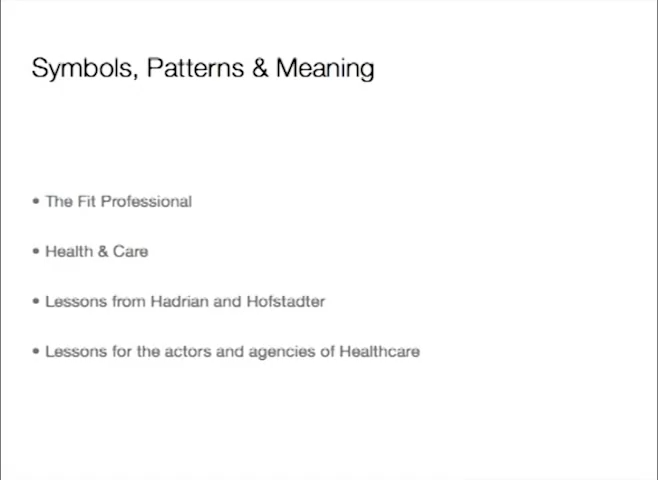 Symbols, Patterns & Meaning
• The Fit Professional
• Health & Care
• Lessons from Hadrian and Hofstadter
• Lessons for the actors and agencies of Healthcare